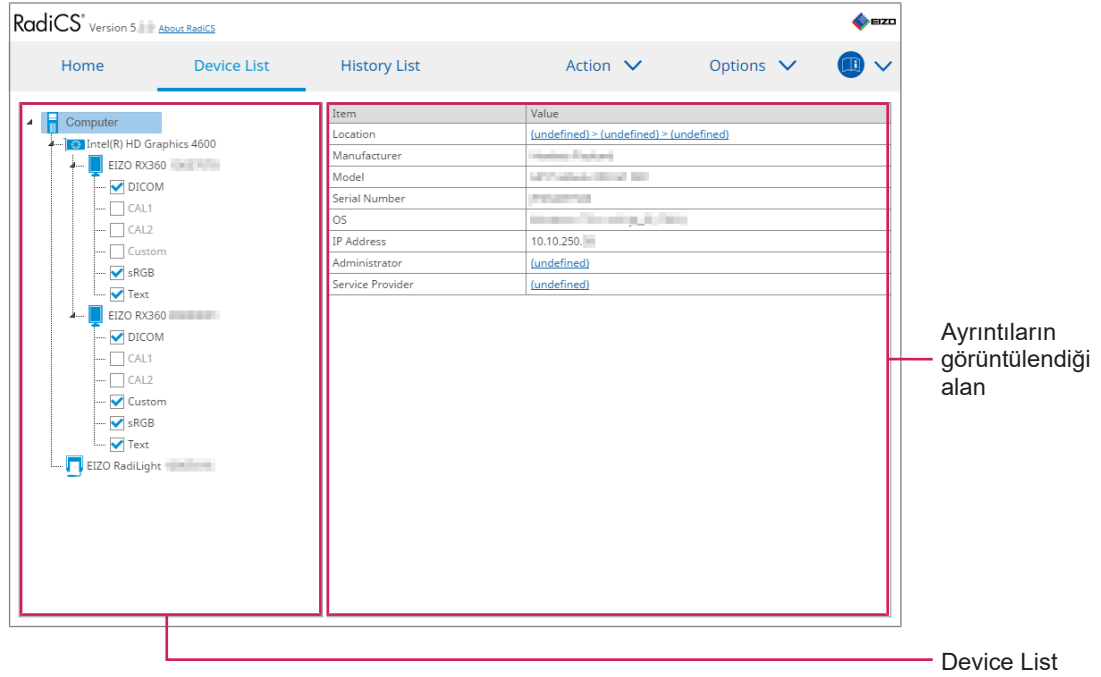 RadiCS® Version 5. About RadiCS
EIZO
Home Device List History List Action Options
Computer
Intel(R) HD Graphics 4600
EIZO RX360
DICOM
CAL1
CAL2
Custom
sRGB
Text
EIZO RX360
DICOM
CAL1
CAL2
Custom
sRGB
Text
EIZO RadiLight
Item Value
Location (undefined) > (undefined) > (undefined)
Manufacturer
Model
Serial Number
OS
IP Address 10.10.250.
Administrator (undefined)
Service Provider (undefined)
Ayrıntıların
görüntülendiği
alan
Device List